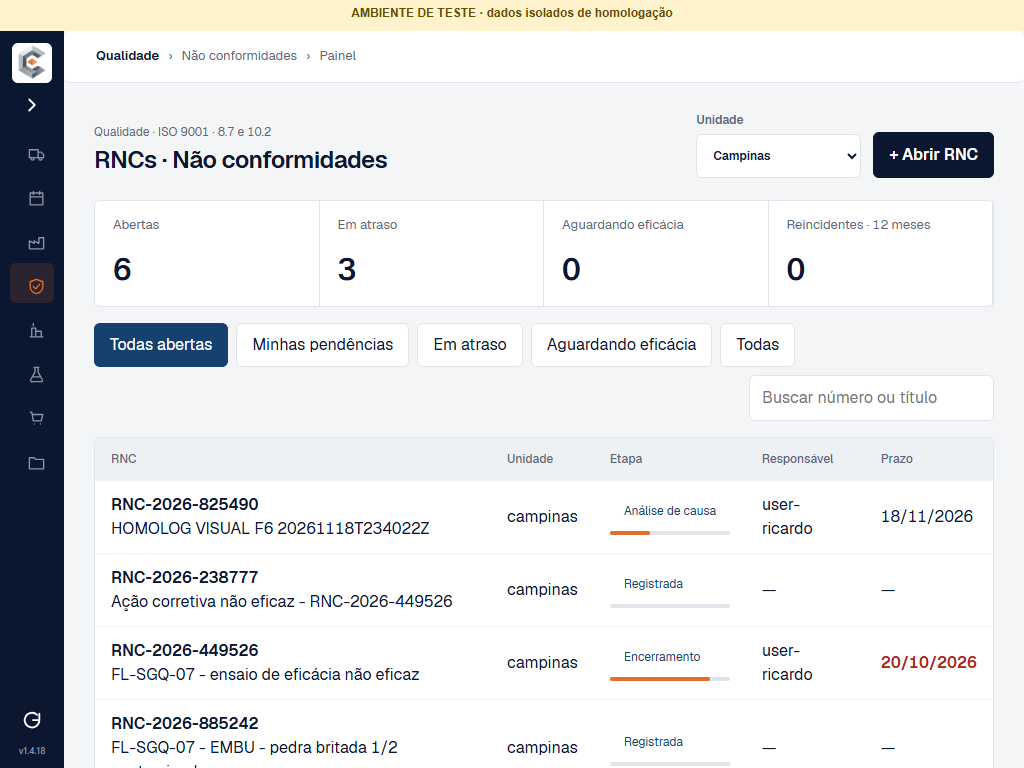 AMBIENTE DE TESTE · dados isolados de homologação
Qualidade › Não conformidades › Painel
Qualidade · ISO 9001 · 8.7 e 10.2
RNCs · Não conformidades
Unidade
Campinas
+ Abrir RNC
Abertas
6
Em atraso
3
Aguardando eficácia
0
Reincidentes · 12 meses
0
Todas abertas
Minhas pendências
Em atraso
Aguardando eficácia
Todas
Buscar número ou título
RNC Unidade Etapa Responsável Prazo
RNC-2026-825490
HOMOLOG VISUAL F6 20261118T234022Z
campinas
Análise de causa
user-
ricardo
18/11/2026
RNC-2026-238777
Ação corretiva não eficaz - RNC-2026-449526
campinas
Registrada
—
—
RNC-2026-449526
FL-SGQ-07 - ensaio de eficácia não eficaz
campinas
Encerramento
user-
ricardo
20/10/2026
RNC-2026-885242
FL-SGQ-07 - EMBU - pedra britada 1/2
campinas
Registrada
—
—
v1.4.18